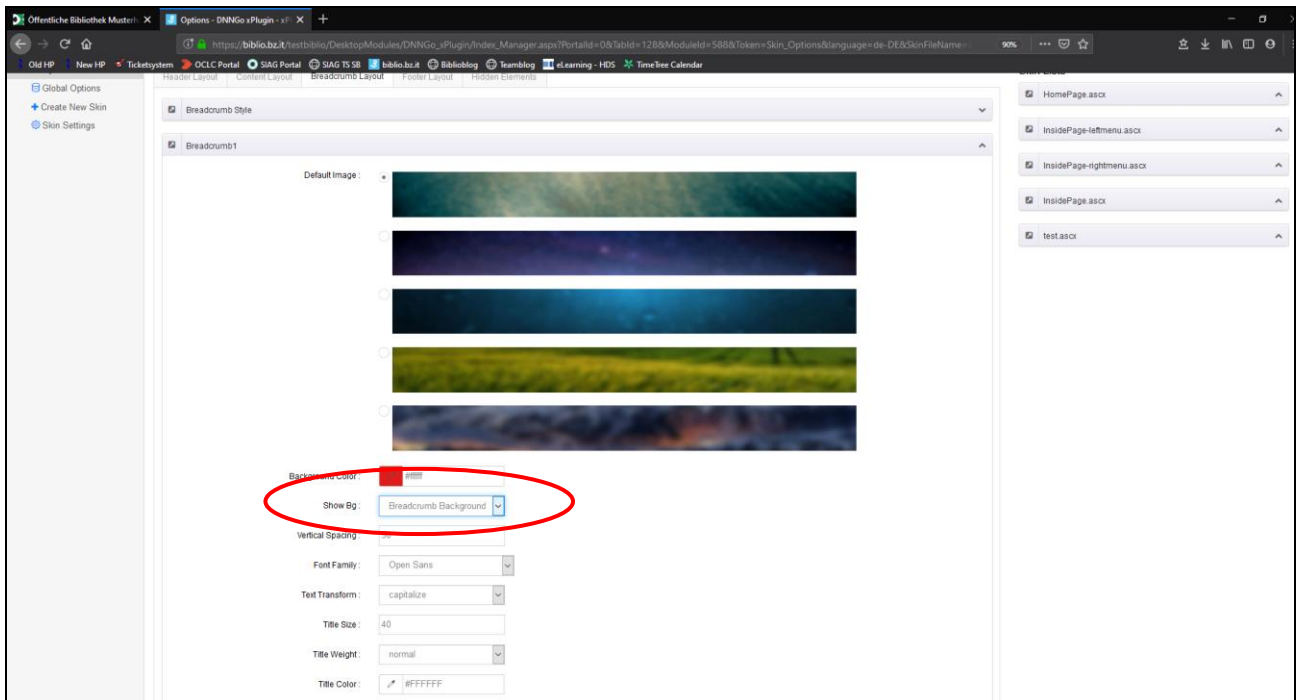 Öffentliche Bibliothek Musterh
Options - DNNGo xPlugin - xPl
https://biblio.bz.it/testbiblio/DesktopModules/DNNGo_xPlugin/Index_Manager.aspx?PortalId=0&TabId=128&ModuleId=588&Token=Skin_Options&language=de-DE&SkinFileName=
90%
Old HP New HP Ticketsystem OCLC Portal SIAG Portal SIAG TS SB biblio.bz.it Biblioblog Teamblog eLearning - HDS TimeTree Calendar
Header Layout Content Layout Breadcrumb Layout Footer Layout Hidden Elements
Global Options
Create New Skin
Skin Settings
Breadcrumb Style
Breadcrumb1
Default Image :
Background Color :
Show Bg : Breadcrumb Background
Vertical Spacing :
Font Family : Open Sans
Text Transform : capitalize
Title Size : 40
Title Weight : normal
Title Color : #FFFFFF
HomePage.ascx
InsidePage-leftmenu.ascx
InsidePage-rightmenu.ascx
InsidePage.ascx
test.ascx